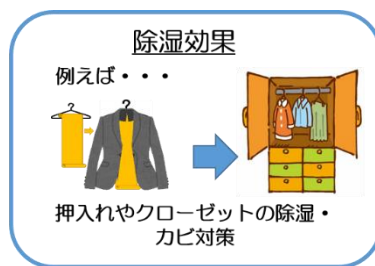 除湿効果
例えば・・・
押入れやクローゼットの除湿・
カビ対策